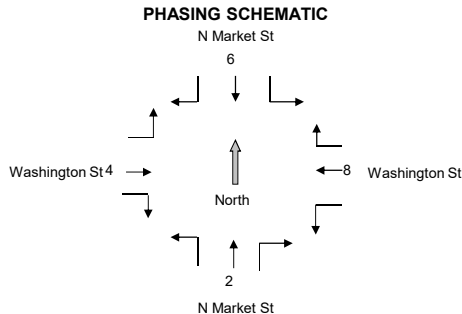 PHASING SCHEMATIC
N Market St
6
Washington St 4
8 Washington St
North
2
N Market St